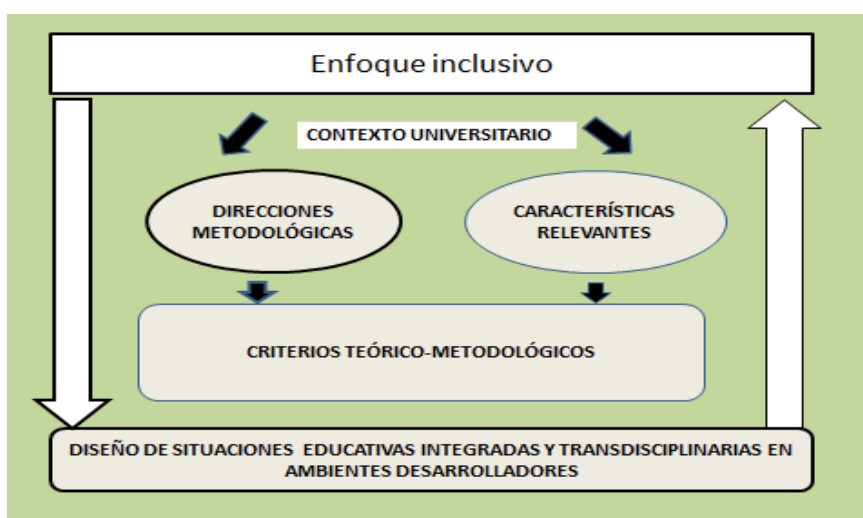 Enfoque inclusivo
CONTEXTO UNIVERSITARIO
DIRECCIONES
METODOLÓGICAS
CARACTERÍSTICAS
RELEVANTES
CRITERIOS TEÓRICO-METODOLÓGICOS
DISEÑO DE SITUACIONES EDUCATIVAS INTEGRADAS Y TRANSDISCIPLINARIAS EN
AMBIENTES DESARROLLADORES